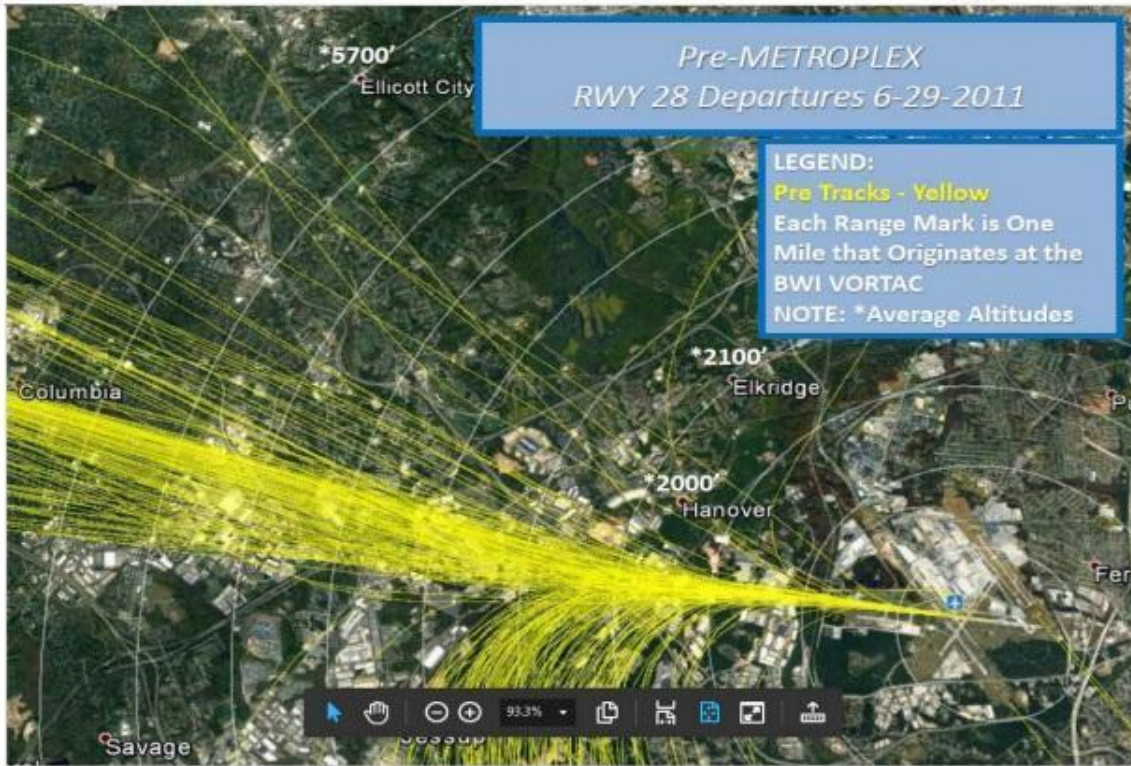 Pre-METROPLEX
RWY 28 Departures 6-29-2011
*5700'
Ellicott City
LEGEND:
Pre Tracks - Yellow
Each Range Mark is One
Mile that Originates at the
BWI VORTAC
NOTE: *Average Altitudes
*2100'
Elkridge
Columbia
*2000'
Hanover
Fer
93.3%
Savage
Jessup